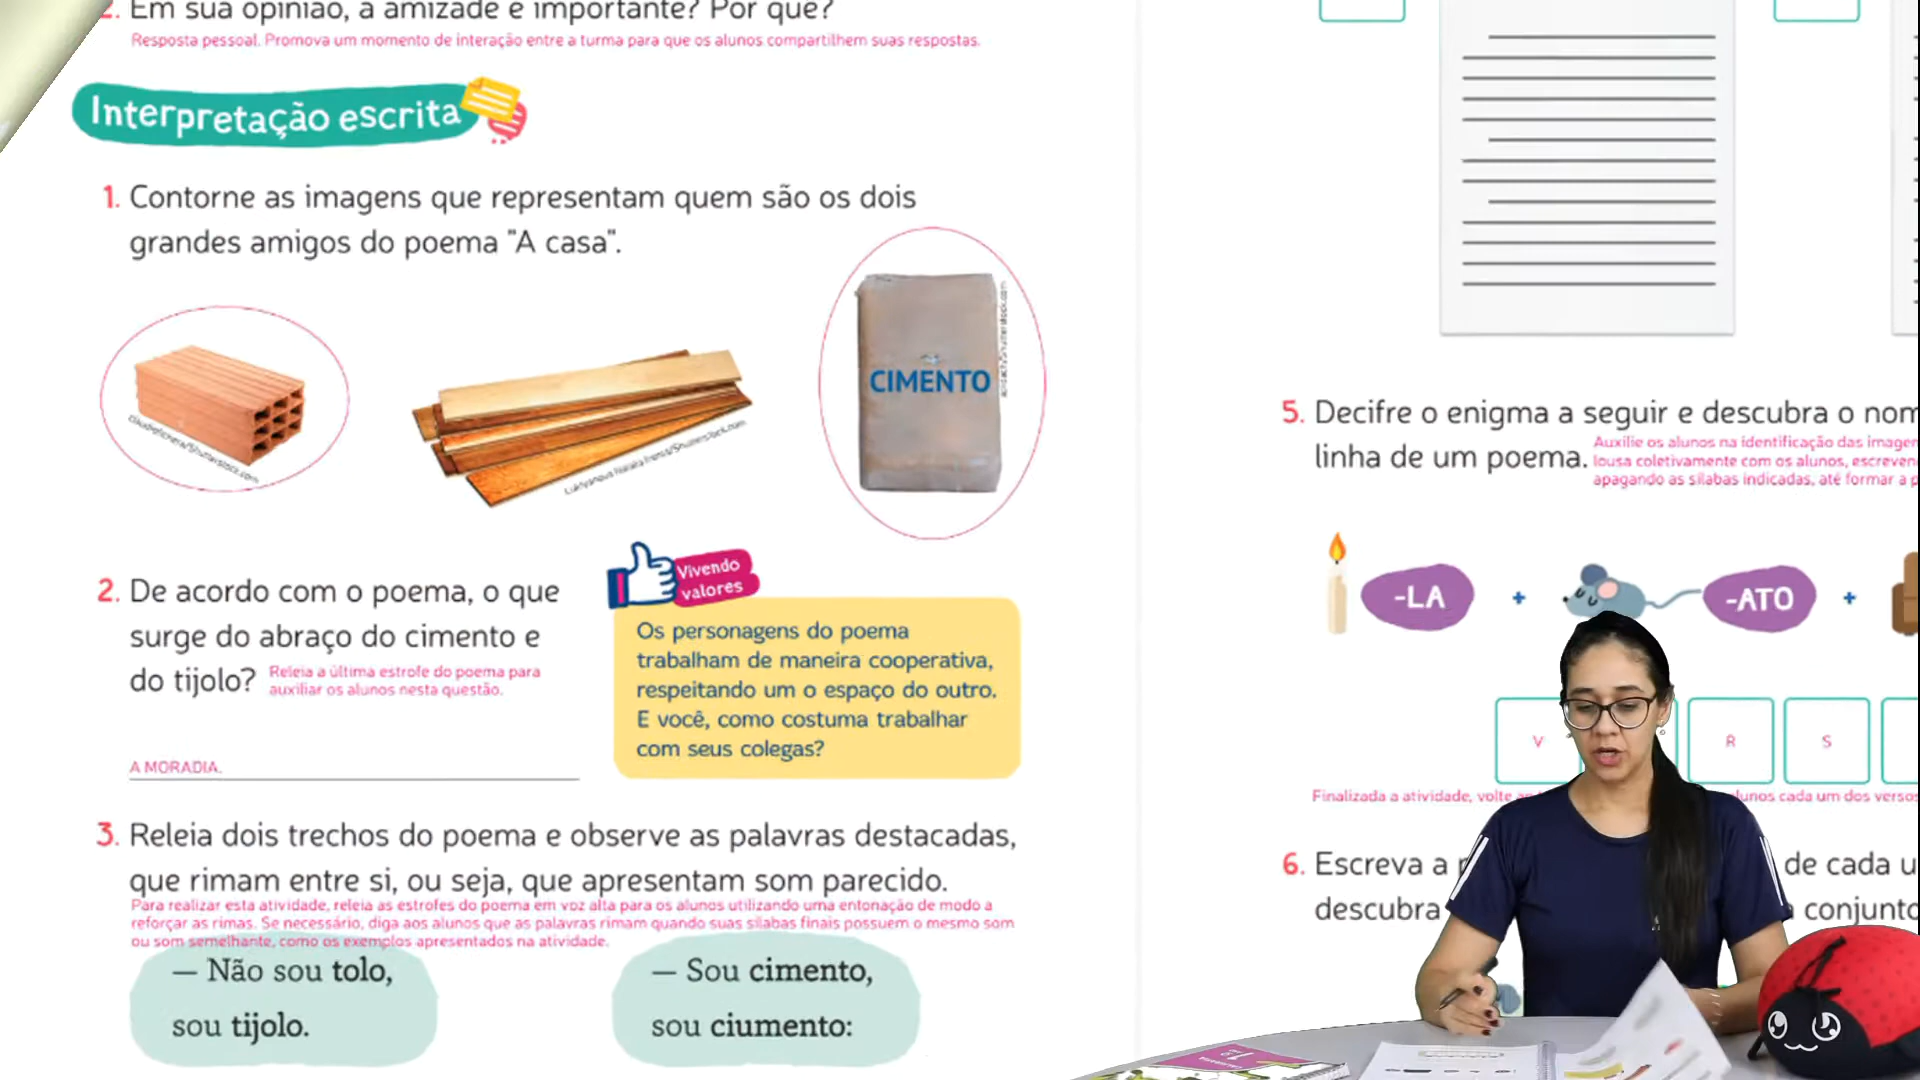 2. Em sua opinião, a amizade é importante? Por quê?
Resposta pessoal. Promova um momento de interação entre a turma para que os alunos compartilhem suas respostas.
Interpretação escrita
1. Contorne as imagens que representam quem são os dois
grandes amigos do poema "A casa".
CIMENTO
2. De acordo com o poema, o que
surge do abraço do cimento e
do tijolo? Releia a última estrofe do poema para
auxiliar os alunos nesta questão.
A MORADIA.
Vivendo
valores
Os personagens do poema
trabalham de maneira cooperativa,
respeitando um o espaço do outro.
E você, como costuma trabalhar
com seus colegas?
3. Releia dois trechos do poema e observe as palavras destacadas,
que rimam entre si, ou seja, que apresentam som parecido.
Para realizar esta atividade, releia as estrofes do poema em voz alta para os alunos utilizando uma entonação de modo a
reforçar as rimas. Se necessário, diga aos alunos que as palavras rimam quando suas sílabas finais possuem o mesmo som
ou som semelhante, como os exemplos apresentados na atividade.
— Não sou tolo,
sou tijolo.
— Sou cimento,
sou ciumento:
5. Decifre o enigma a seguir e descubra o nom
linha de um poema.
Auxilie os alunos na identificação das imagen
lousa coletivamente com os alunos, escreven
apagando as sílabas indicadas, até formar a p
-LA + -ATO +
V R S
Finalizada a atividade, volte
alunos cada um dos versos
6. Escreva a de cada u
descubra conjunto